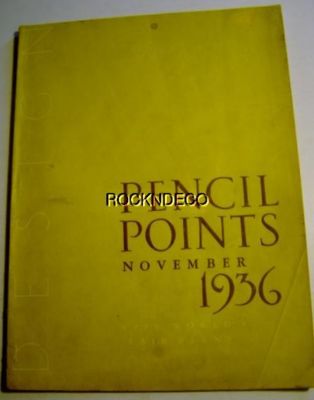 DESIGN
ROCKNDECO
PENCIL
POINTS
NOVEMBER
1936